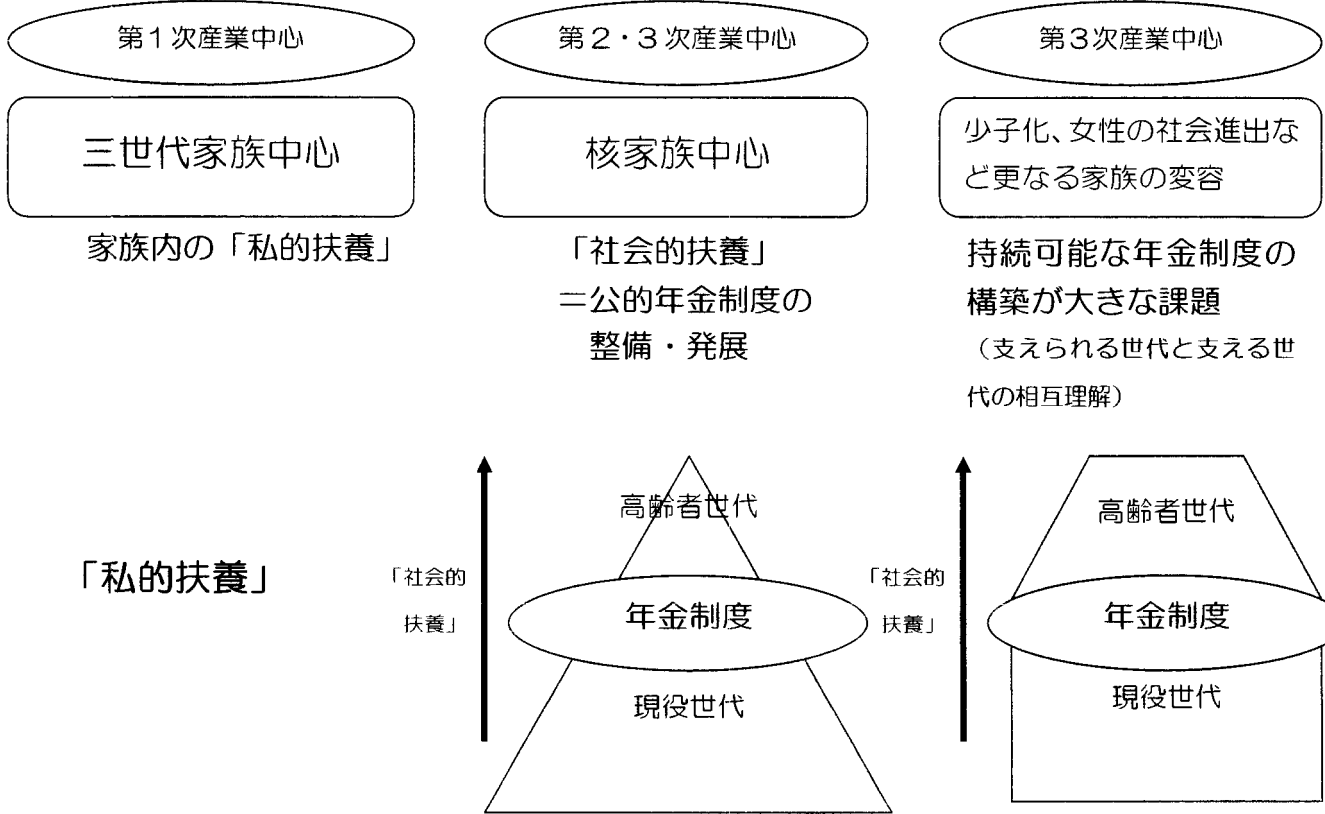 第1次産業中心
三世代家族中心
家族内の「私的扶養」
「私的扶養」
第2・3次産業中心
核家族中心
「社会的扶養」
＝公的年金制度の
整備・発展
「社会的
扶養」
高齢者世代
年金制度
現役世代
第3次産業中心
少子化、女性の社会進出な
ど更なる家族の変容
持続可能な年金制度の
構築が大きな課題
（支えられる世代と支える世
代の相互理解）
「社会的
扶養」
高齢者世代
年金制度
現役世代